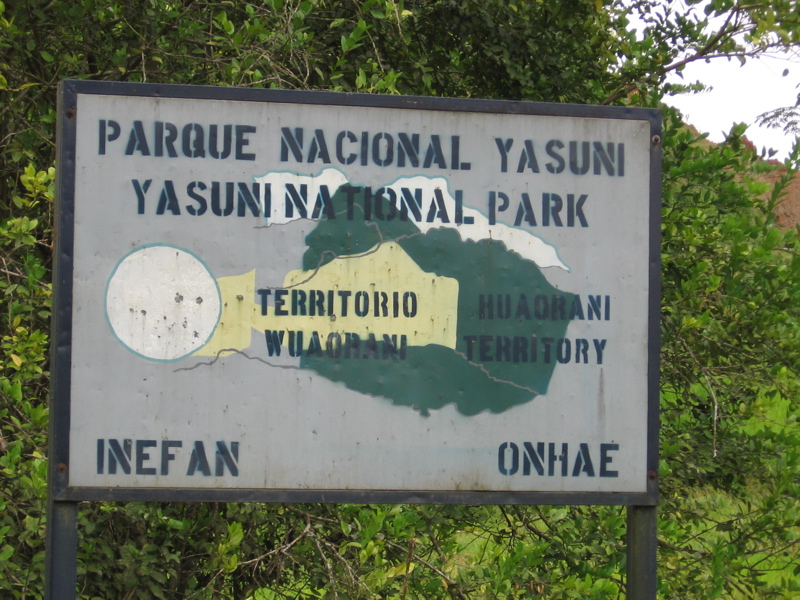 PARQUE NACIONAL YASUNI
YASUNI NATIONAL PARK
TERRITORIO HUAORANI
WUAORANI TERRITORY
INEFAN ONHAE